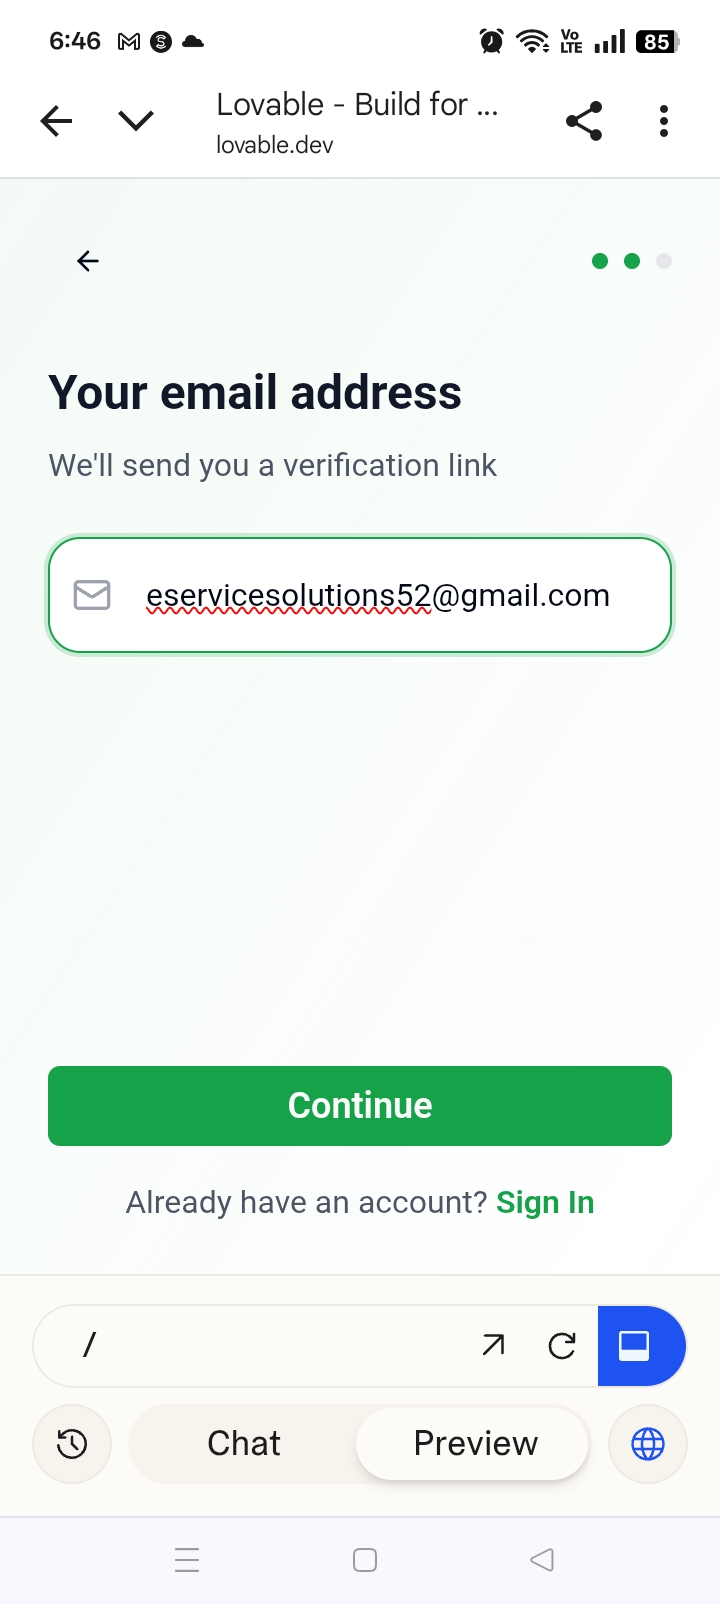 6:46
Vo
LTE
85
Lovable - Build for ...
lovable.dev
Your email address
We'll send you a verification link
eservicesolutions52@gmail.com
Continue
Already have an account? Sign In
/
Chat
Preview